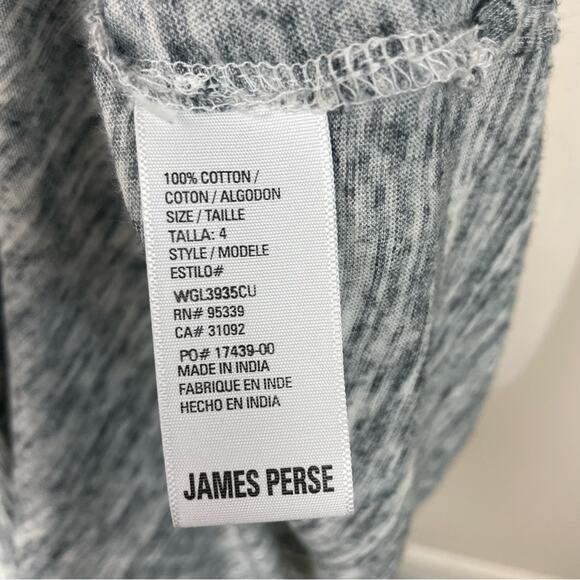 100% COTTON /
COTON / ALGODON
SIZE / TAILLE
TALLA: 4
STYLE / MODELE
ESTILO#
WGL3935CU
RN# 95339
CA# 31092
PO# 17439-00
MADE IN INDIA
FABRIQUE EN INDE
HECHO EN INDIA
JAMES PERSE